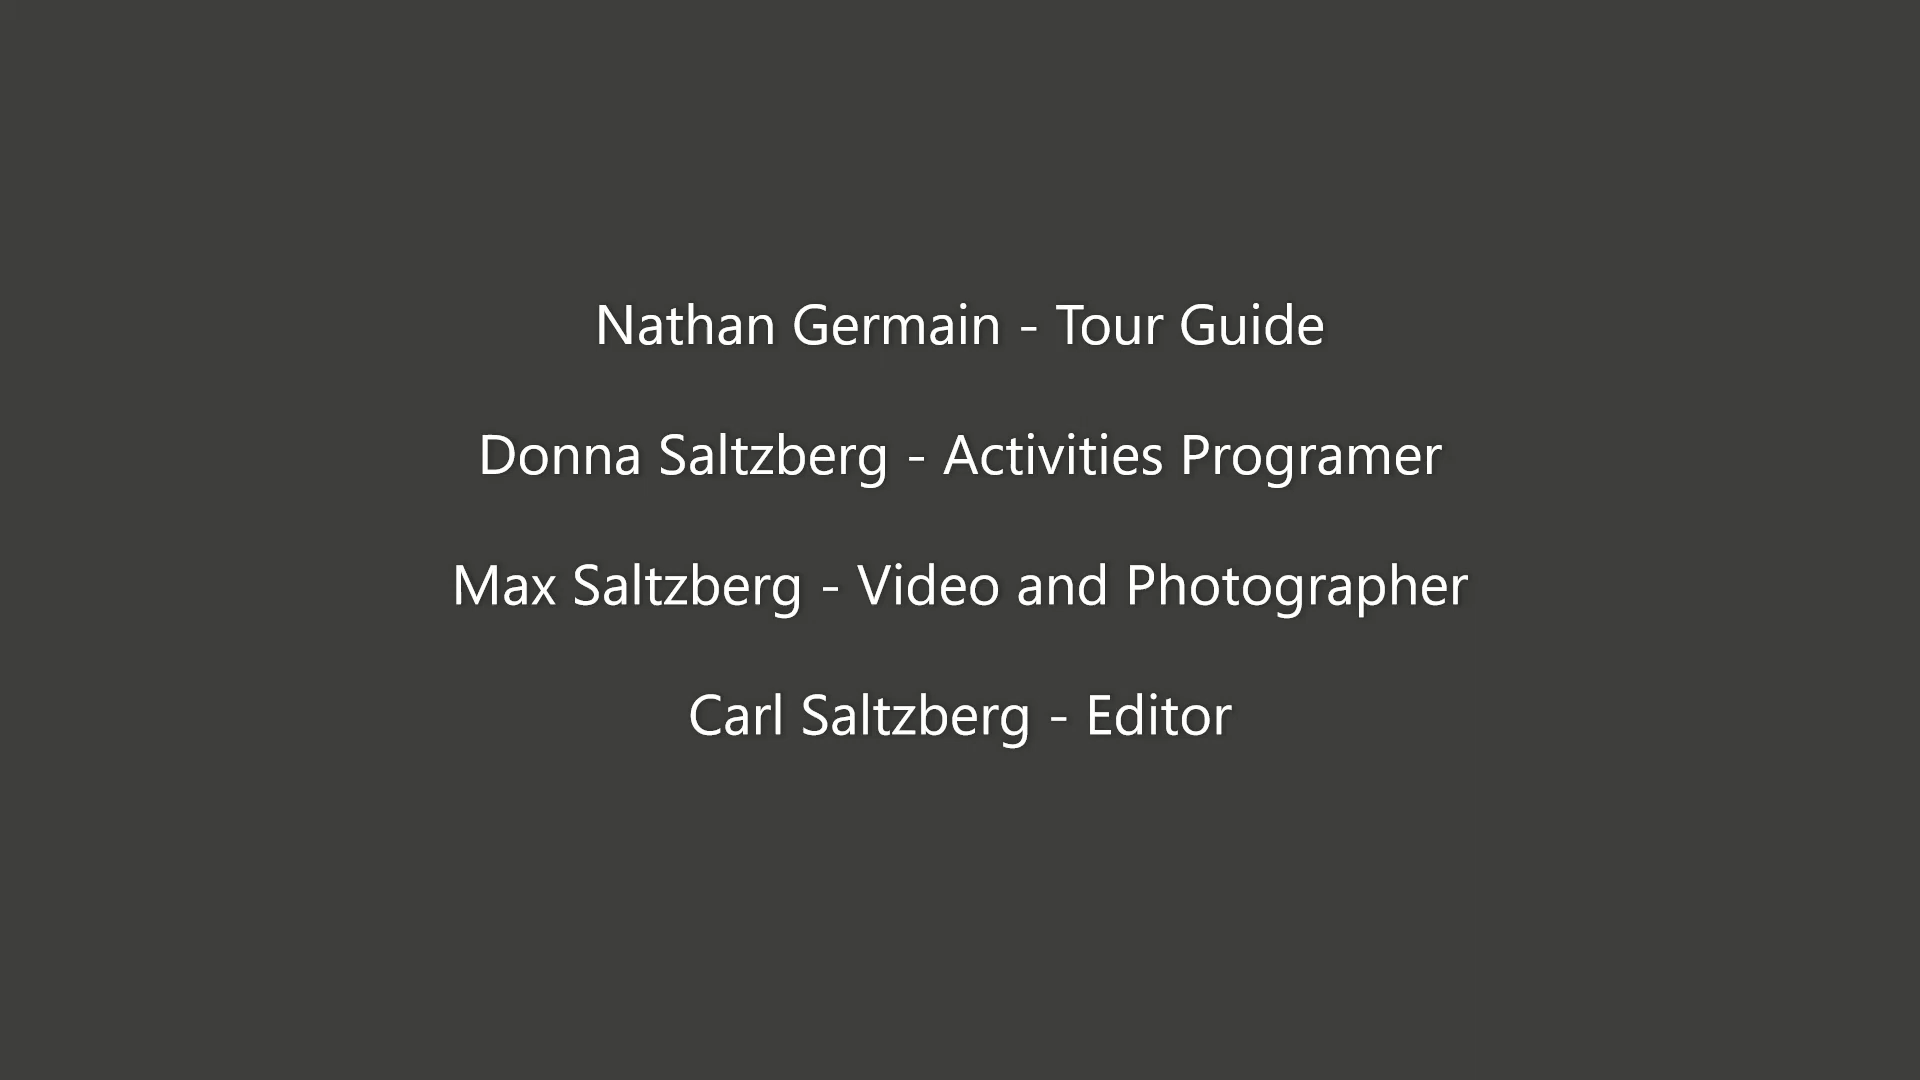 Nathan Germain - Tour Guide
Donna Saltzberg - Activities Programer
Max Saltzberg - Video and Photographer
Carl Saltzberg - Editor